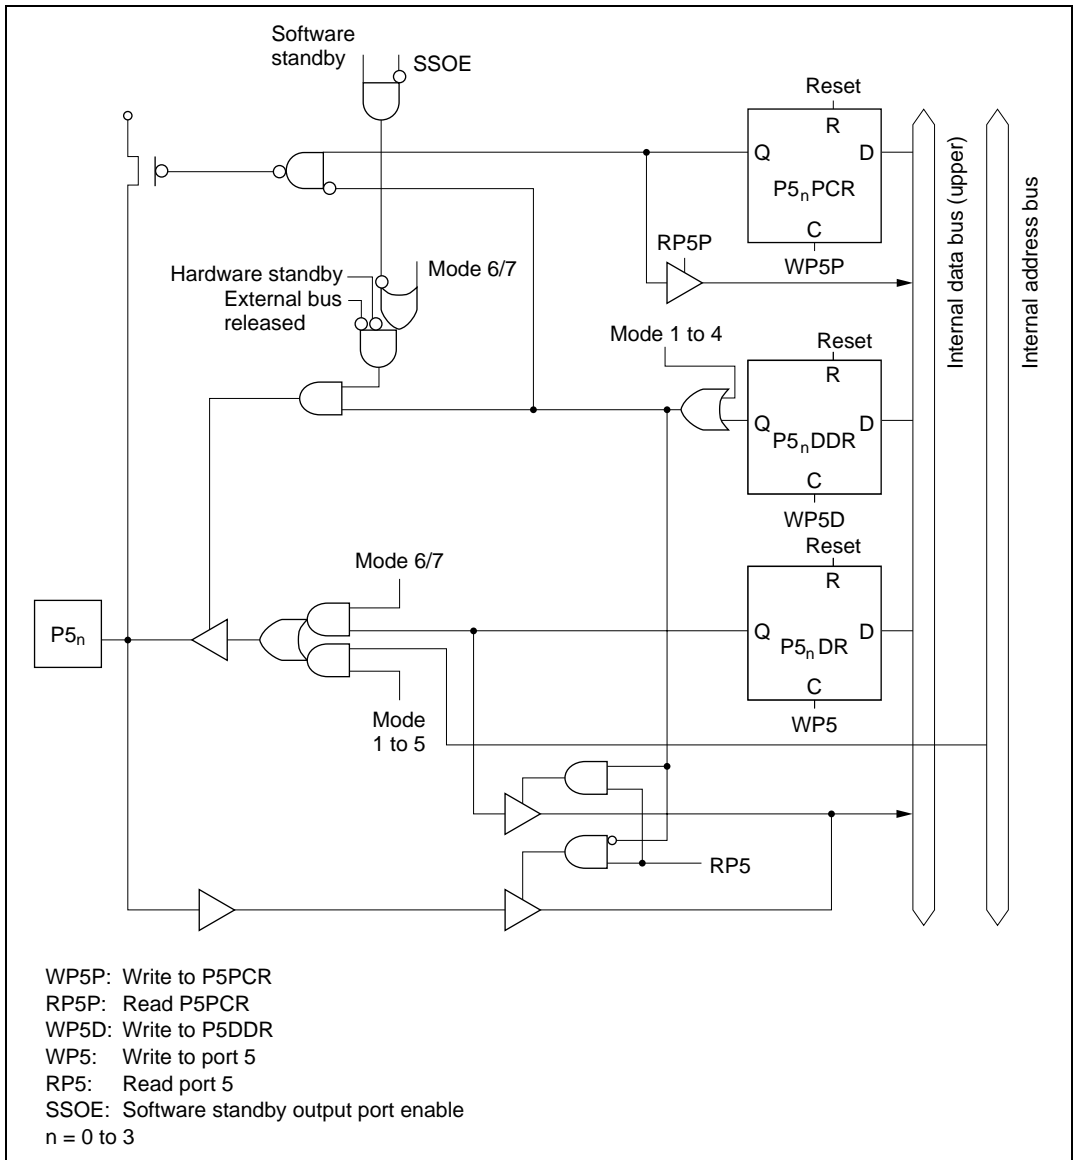 Software
standby
SSOE
Reset
R
Q
D
P5nPCR
C
WP5P
RP5P
Hardware standby
Mode 6/7
External bus
released
Mode 1 to 4
Reset
R
Q
D
P5nDDR
C
WP5D
Internal data bus (upper)
Internal address bus
Reset
R
Q
D
P5nDR
C
WP5
Mode 6/7
P5n
Mode
1 to 5
RP5
WP5P: Write to P5PCR
RP5P: Read P5PCR
WP5D: Write to P5DDR
WP5: Write to port 5
RP5: Read port 5
SSOE: Software standby output port enable
n = 0 to 3